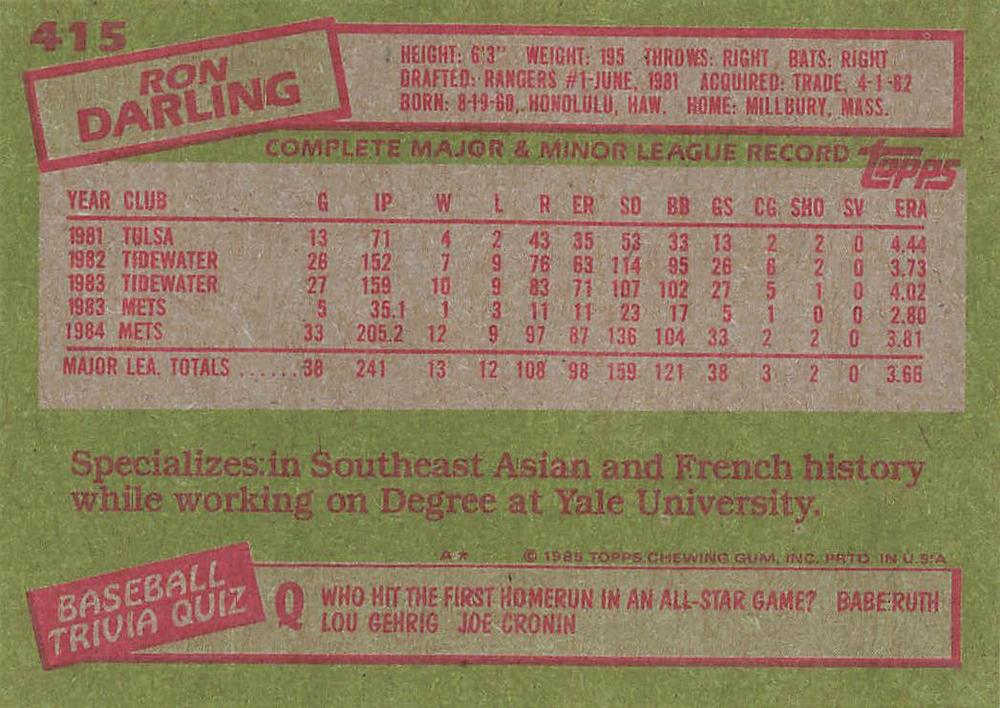 415
RON
DARLING
HEIGHT: 6'3" WEIGHT: 195 THROWS: RIGHT BATS: RIGHT
DRAFTED: RANGERS #1-JUNE, 1981 ACQUIRED: TRADE, 4-1-82
BORN: 8-19-60, HONOLULU, HAW. HOME: MILLBURY, MASS.
COMPLETE MAJOR & MINOR LEAGUE RECORD topps
YEAR CLUB G IP W L R ER SO BB GS CG SHO SV ERA
1981 TULSA 13 71 4 2 43 35 53 33 13 2 2 0 4.44
1982 TIDEWATER 26 152 7 9 76 63 114 95 26 6 2 0 3.73
1983 TIDEWATER 27 159 10 9 83 71 107 102 27 5 1 0 4.02
1983 METS 5 35.1 1 3 11 11 23 17 5 1 0 0 2.80
1984 METS 33 205.2 12 9 97 87 136 104 33 2 2 0 3.81
MAJOR LEA. TOTALS ......38 241 13 12 108 98 159 121 38 3 2 0 3.66
Specializes in Southeast Asian and French history
while working on Degree at Yale University.
A* © 1985 TOPPS CHEWING GUM, INC. PRTD. IN U.S.A
BASEBALL
TRIVIA QUIZ
Q WHO HIT THE FIRST HOMERUN IN AN ALL-STAR GAME? BABE RUTH
LOU GEHRIG JOE CRONIN